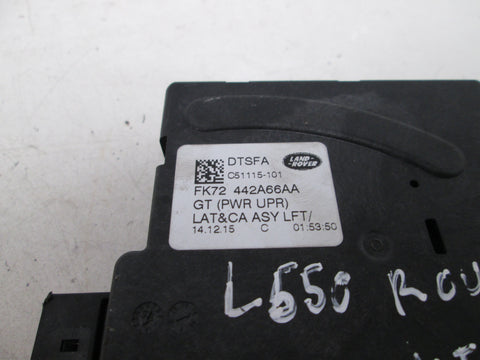 DTSFA
LAND-
ROVER
C51115-101
FK72 442A66AA
GT (PWR UPR)
LAT&CA ASY LFT/
14.12.15 C 01:53:50
L550